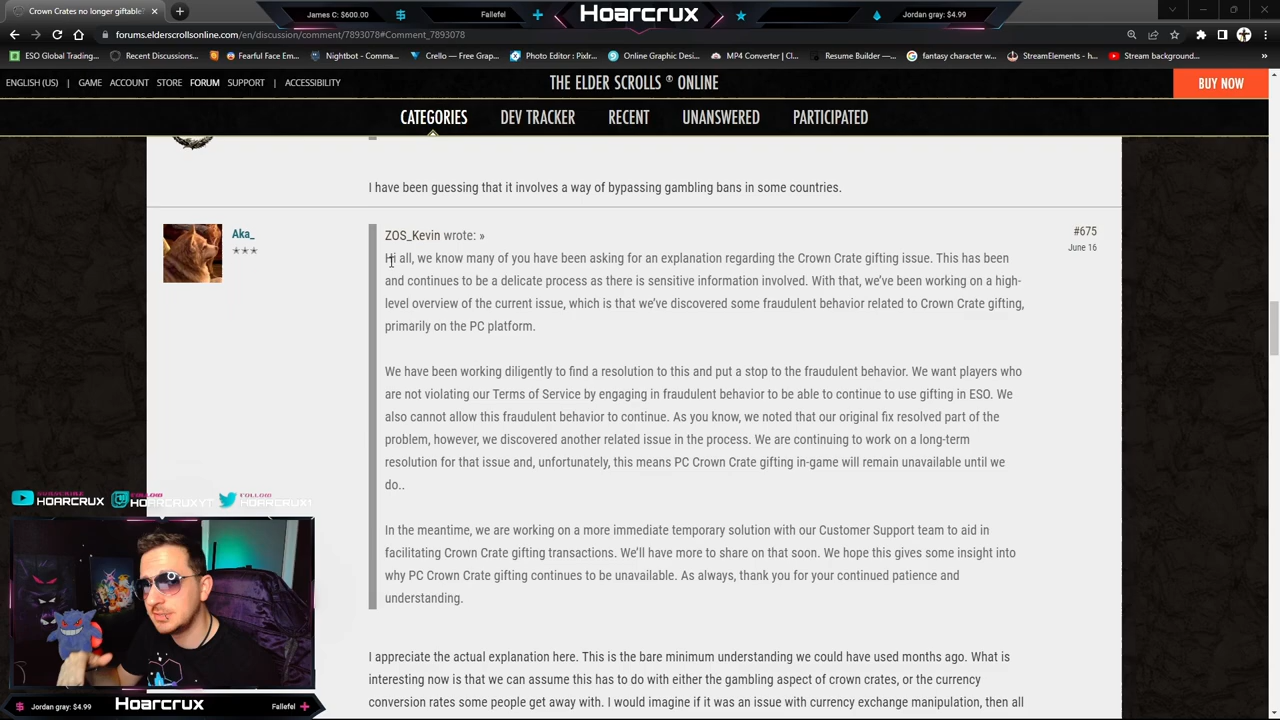 James C: $600.00
Fallefel
Hoarcrux
Jordan gray: $4.99
Crown Crates no longer giftable
forums.elderscrollsonline.com/en/discussion/comment/7893078#Comment_7893078
ESO Global Trading...
Recent Discussions...
Fearful Face Em...
Nightbot - Comma...
Crello — Free Grap...
Photo Editor : Pixlr...
Online Graphic Desi...
MP4 Converter | Cl...
Resume Builder —...
fantasy character w...
StreamElements - h...
Stream background...
ENGLISH (US)
GAME
ACCOUNT
STORE
FORUM
SUPPORT
ACCESSIBILITY
THE ELDER SCROLLS ® ONLINE
BUY NOW
CATEGORIES
DEV TRACKER
RECENT
UNANSWERED
PARTICIPATED
I have been guessing that it involves a way of bypassing gambling bans in some countries.
Aka_
#675
June 16
ZOS_Kevin wrote: »
Hi all, we know many of you have been asking for an explanation regarding the Crown Crate gifting issue. This has been
and continues to be a delicate process as there is sensitive information involved. With that, we've been working on a high-
level overview of the current issue, which is that we've discovered some fraudulent behavior related to Crown Crate gifting,
primarily on the PC platform.
We have been working diligently to find a resolution to this and put a stop to the fraudulent behavior. We want players who
are not violating our Terms of Service by engaging in fraudulent behavior to be able to continue to use gifting in ESO. We
also cannot allow this fraudulent behavior to continue. As you know, we noted that our original fix resolved part of the
problem, however, we discovered another related issue in the process. We are continuing to work on a long-term
resolution for that issue and, unfortunately, this means PC Crown Crate gifting in-game will remain unavailable until we
do..
In the meantime, we are working on a more immediate temporary solution with our Customer Support team to aid in
facilitating Crown Crate gifting transactions. We'll have more to share on that soon. We hope this gives some insight into
why PC Crown Crate gifting continues to be unavailable. As always, thank you for your continued patience and
understanding.
I appreciate the actual explanation here. This is the bare minimum understanding we could have used months ago. What is
interesting now is that we can assume this has to do with either the gambling aspect of crown crates, or the currency
conversion rates some people get away with. I would imagine if it was an issue with currency exchange manipulation, then all
SUBSCRIBE
HOARCRUX
FOLLOW
HOARCRUXYT
FOLLOW
HOARCRUX1
Jordan gray: $4.99
Hoarcrux
Fallefel